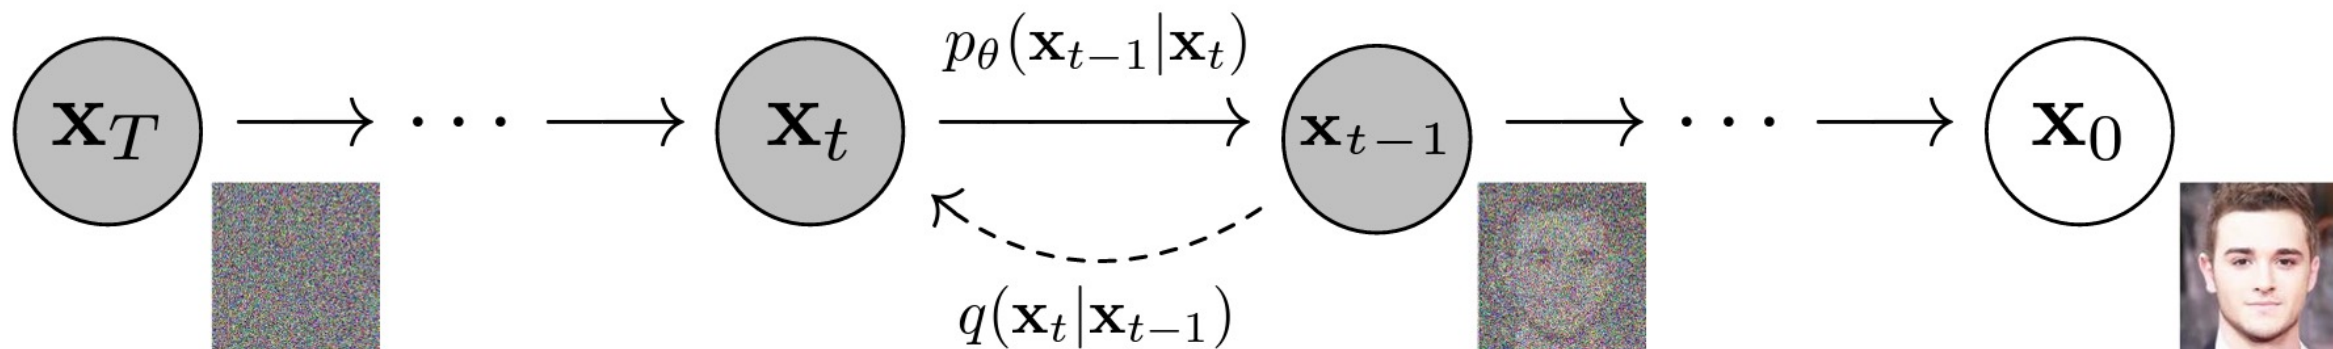 p_θ(𝐱_{t−1}|𝐱_t)
𝐱_T → ··· → 𝐱_t → 𝐱_{t−1} → ··· → 𝐱_0
q(𝐱_t|𝐱_{t−1})